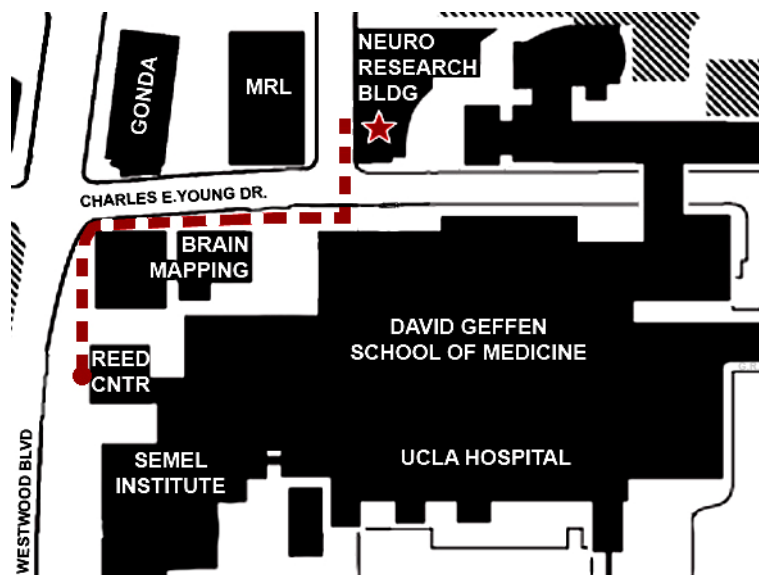 NEURO
RESEARCH
BLDG
GONDA
MRL
CHARLES E.YOUNG DR.
BRAIN
MAPPING
DAVID GEFFEN
SCHOOL OF MEDICINE
REED
CNTR
SEMEL
INSTITUTE
UCLA HOSPITAL
WESTWOOD BLVD